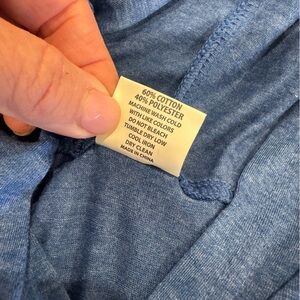 60% COTTON
40% POLYESTER
MACHINE WASH COLD
WITH LIKE COLORS
DO NOT BLEACH
TUMBLE DRY LOW
COOL IRON
DRY CLEAN
MADE IN CHINA